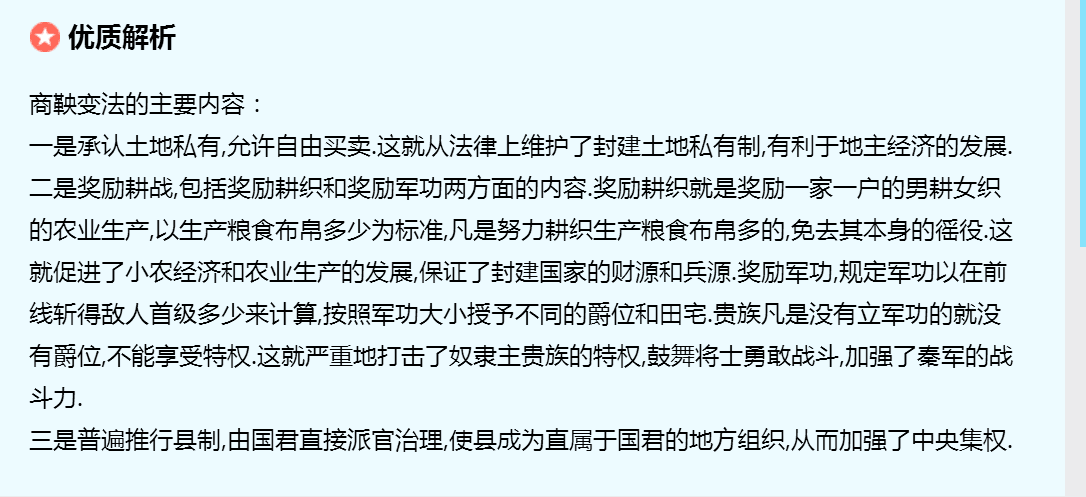 优质解析
商鞅变法的主要内容：
一是承认土地私有,允许自由买卖.这就从法律上维护了封建土地私有制,有利于地主经济的发展.
二是奖励耕战,包括奖励耕织和奖励军功两方面的内容.奖励耕织就是奖励一家一户的男耕女织
的农业生产,以生产粮食布帛多少为标准,凡是努力耕织生产粮食布帛多的,免去其本身的徭役.这
就促进了小农经济和农业生产的发展,保证了封建国家的财源和兵源.奖励军功,规定军功以在前
线斩得敌人首级多少来计算,按照军功大小授予不同的爵位和田宅.贵族凡是没有立军功的就没
有爵位,不能享受特权.这就严重地打击了奴隶主贵族的特权,鼓舞将士勇敢战斗,加强了秦军的战
斗力.
三是普遍推行县制,由国君直接派官治理,使县成为直属于国君的地方组织,从而加强了中央集权.